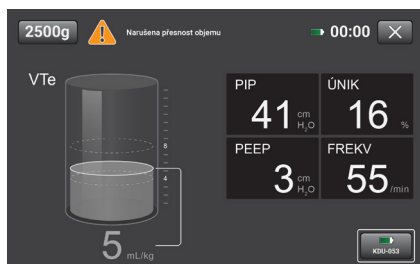 2500g
Narušena přesnost objemu
00:00
VTe
8
4
5 mL/kg
PIP
41 cm H₂O
ÚNIK
16 %
PEEP
3 cm H₂O
FREKV
55 /min
KDU-053